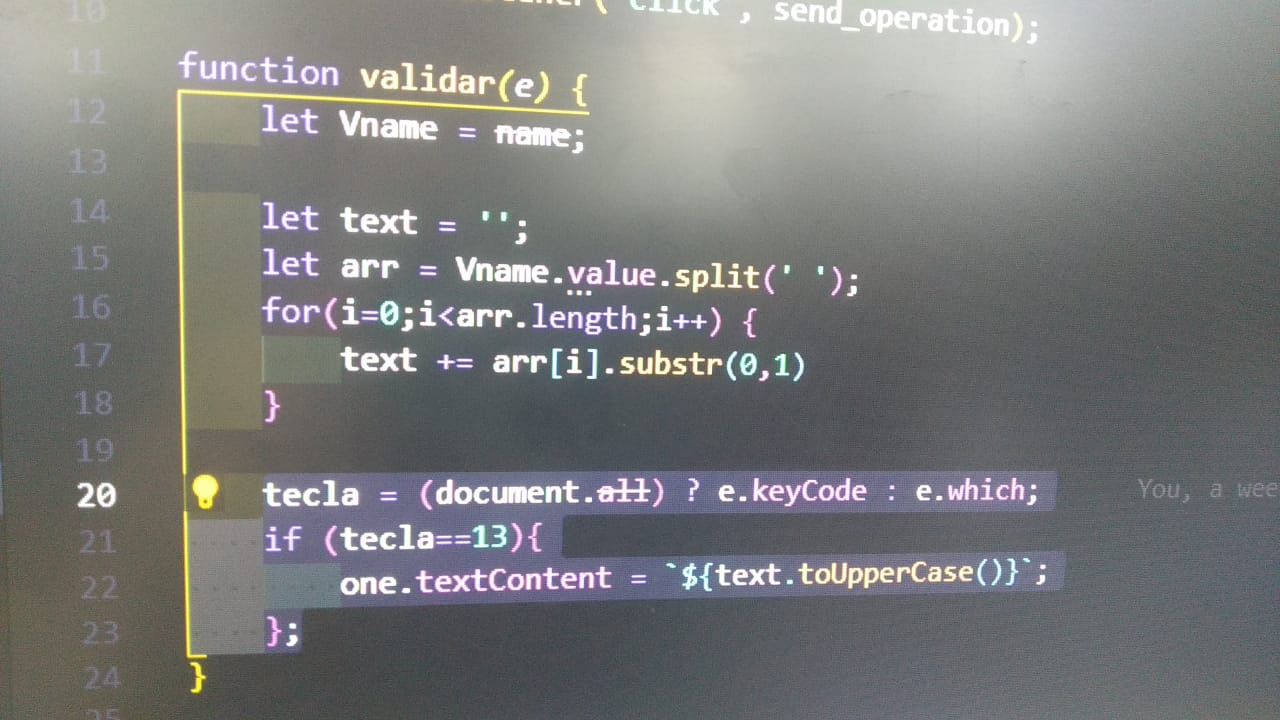 10 click', send_operation);
11 function validar(e) {
12 let Vname = name;
13
14 let text = '';
15 let arr = Vname.value.split(' ');
16 for(i=0;i<arr.length;i++) {
17 text += arr[i].substr(0,1)
18 }
19
20 tecla = (document.all) ? e.keyCode : e.which; You, a wee
21 if (tecla==13){
22 one.textContent = `${text.toUpperCase()}`;
23 };
24 }
25